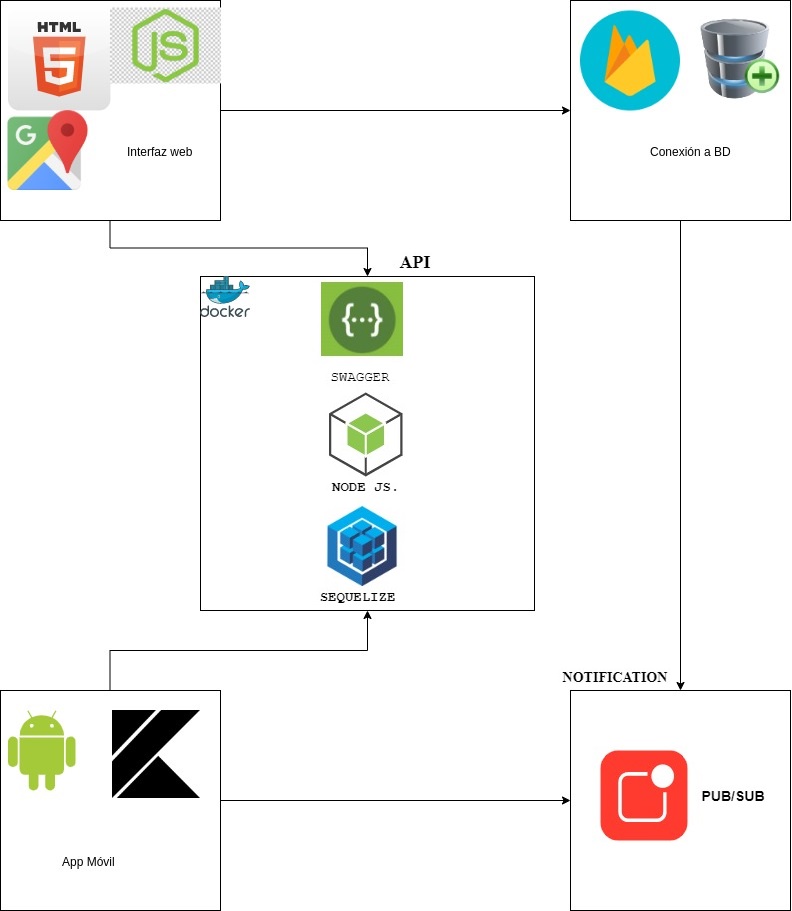 HTML
5
JS
G
Interfaz web
Conexión a BD
API
docker
{...}
SWAGGER
NODE JS.
SEQUELIZE
NOTIFICATION
PUB/SUB
App Móvil